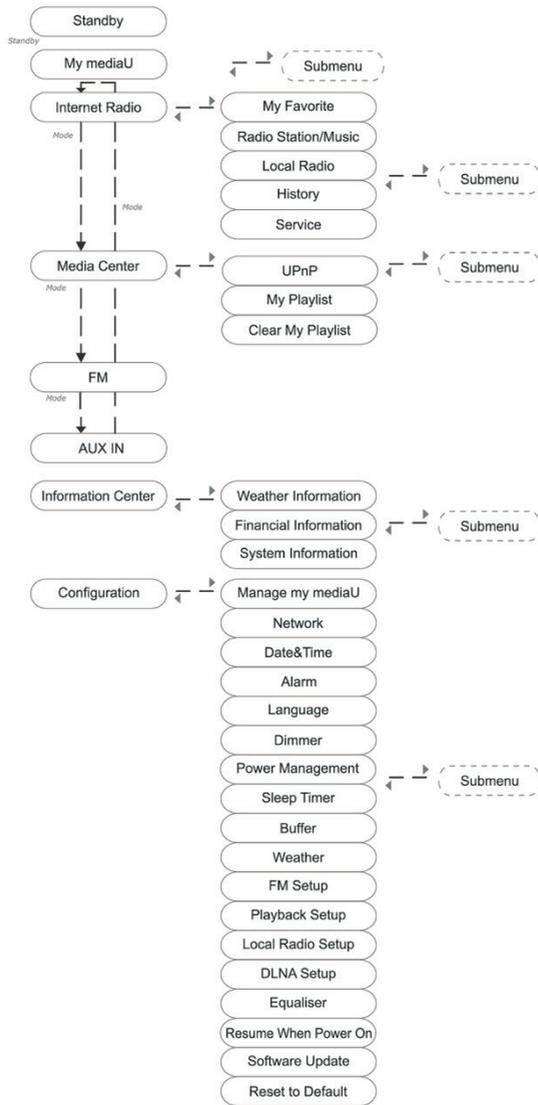 Standby
Standby
My mediaU
Submenu
Internet Radio
My Favorite
Mode
Radio Station/Music
Local Radio
Submenu
History
Mode
Service
Media Center
UPnP
Submenu
Mode
My Playlist
Clear My Playlist
FM
Mode
AUX IN
Information Center
Weather Information
Financial Information
Submenu
System Information
Configuration
Manage my mediaU
Network
Date&Time
Alarm
Language
Dimmer
Power Management
Submenu
Sleep Timer
Buffer
Weather
FM Setup
Playback Setup
Local Radio Setup
DLNA Setup
Equaliser
Resume When Power On
Software Update
Reset to Default